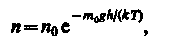 n = n₀ e^{−m₀gh/(kT)},